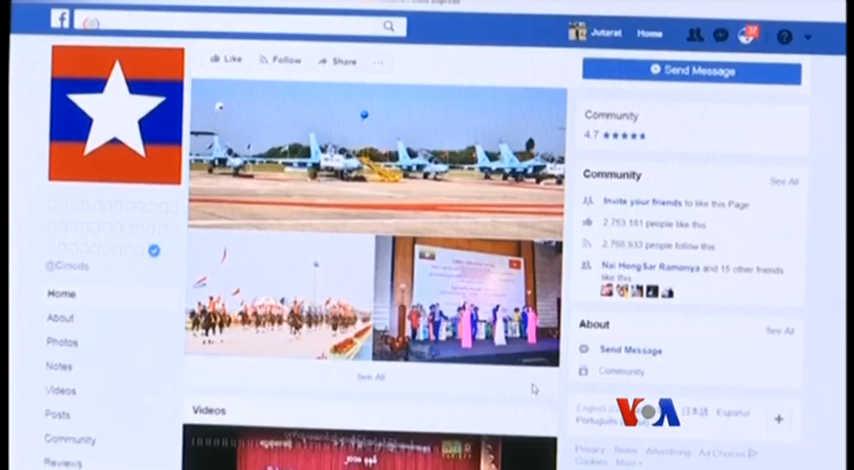 f
Jutarat Home
Like Follow Share ...
Send Message
Community
4.7
Community See All
Invite your friends to like this Page
2,753,181 people like this
2,768,933 people follow this
Nai HongSar Ramonya and 15 other friends like this
@Cincds
Home
About
Photos
Notes
Videos
Posts
Community
Reviews
See All
Videos
About See All
Send Message
Community
English
日本語 Español
Português
VOA
Privacy Terms Advertising Ad Choices
Cookies More